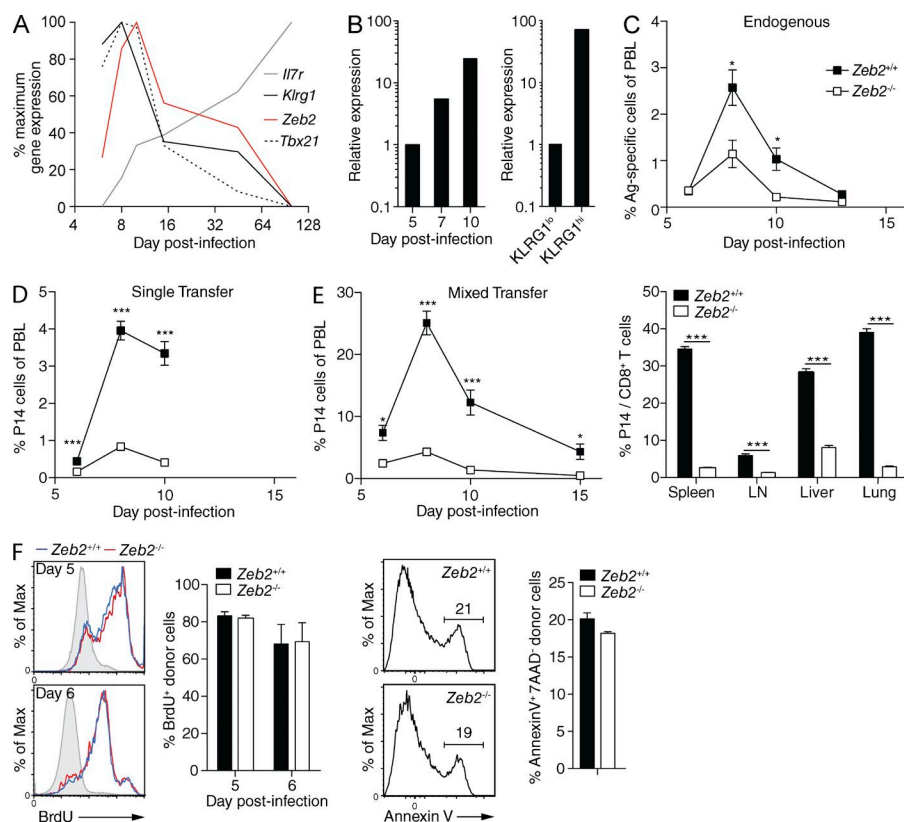 A
% maximum
gene expression
100
80
60
40
20
0
4 8 16 32 64 128
Day post-infection
Il7r
Klrg1
Zeb2
Tbx21
B
Relative expression
100
10
1
0.1
5 7 10
Day post-infection
Relative expression
100
10
1
0.1
KLRG1lo
KLRG1hi
C
Endogenous
% Ag-specific cells of PBL
4
3
2
1
0
5 10 15
Day post-infection
* *
Zeb2+/+
Zeb2-/-
D
Single Transfer
% P14 cells of PBL
5
4
3
2
1
0
5 10 15
Day post-infection
*** *** ***
E
Mixed Transfer
% P14 cells of PBL
30
20
10
0
5 10 15
Day post-infection
* *** *** *
Zeb2+/+
Zeb2-/-
% P14 / CD8+ T cells
50
40
30
20
10
0
*** *** *** ***
Spleen LN Liver Lung
F
Zeb2+/+ Zeb2-/-
Day 5
% of Max
0
Day 6
% of Max
0
BrdU
Zeb2+/+
Zeb2-/-
% BrdU+ donor cells
100
80
60
40
20
0
5 6
Day post-infection
Zeb2+/+
21
% of Max
0
Zeb2-/-
19
% of Max
0
Annexin V
Zeb2+/+
Zeb2-/-
% AnnexinV+7AAD- donor cells
25
20
15
10
5
0